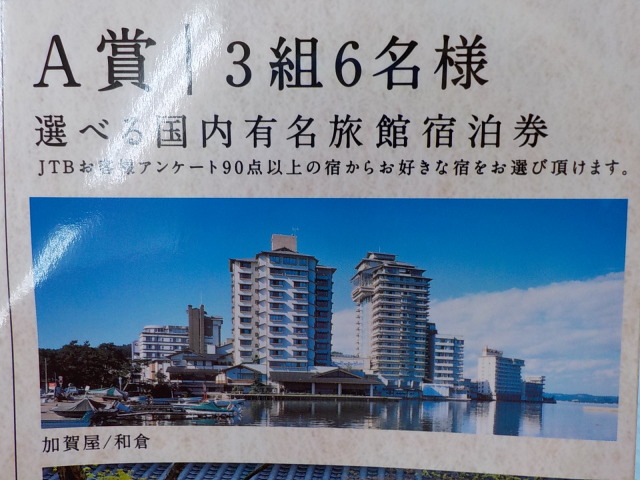 A賞|3組6名様
選べる国内有名旅館宿泊券
JTBお客様アンケート90点以上の宿からお好きな宿をお選び頂けます。
加賀屋/和倉